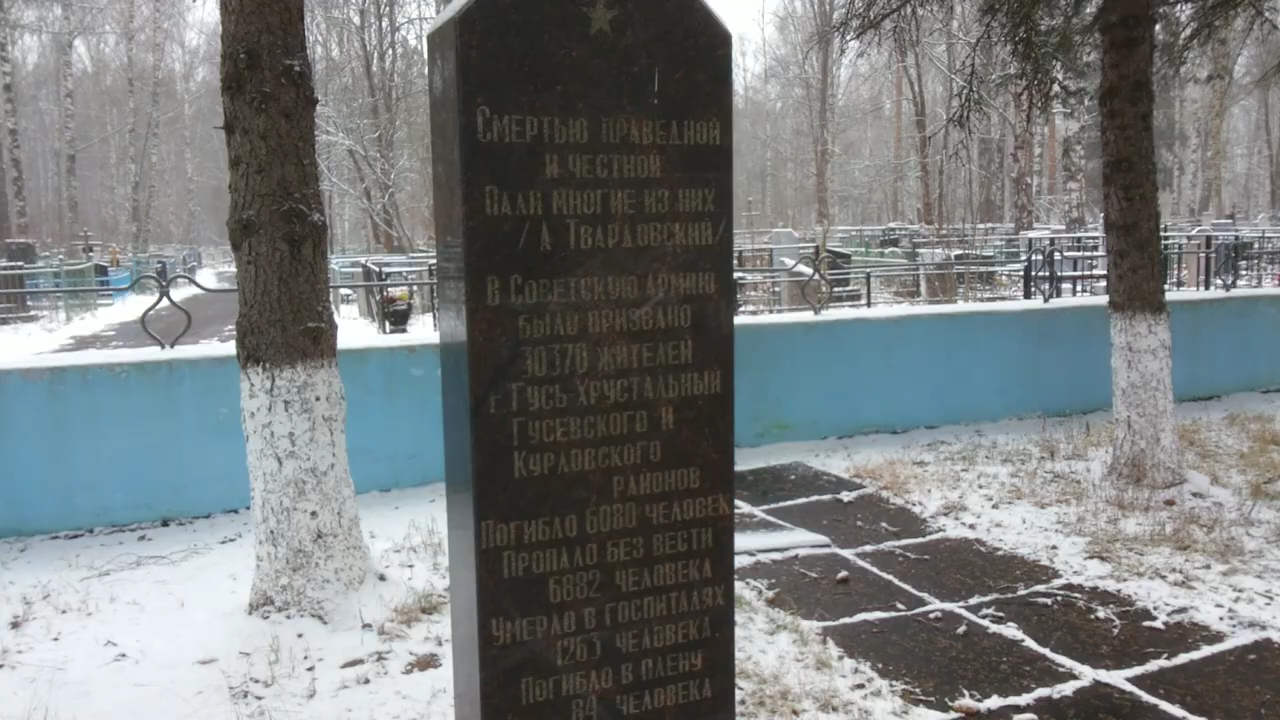 Смертью праведной
и честной
Пали многие из них
/А Твардовский/
В Советскую Армию
было призвано
30370 жителей
г. Гусь-Хрустальный
Гусевского и
Курловского
районов
Погибло 6080 человек
Пропало без вести
6882 человека
Умерло в госпиталях
1263 человека.
Погибло в плену
84 человека